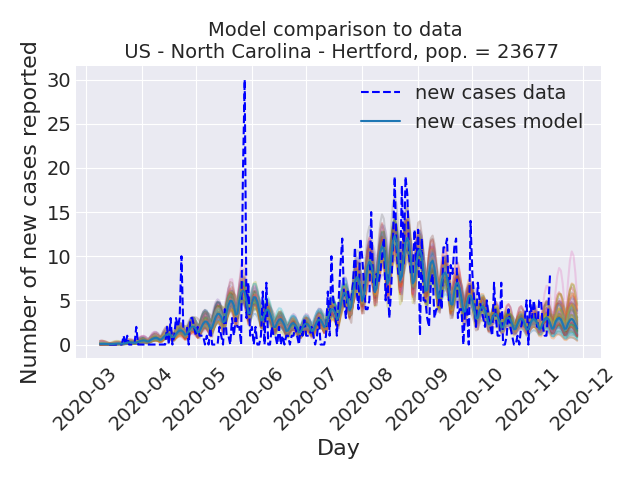 Model comparison to data
US - North Carolina - Hertford, pop. = 23677
Number of new cases reported
30
25
20
15
10
5
0
new cases data
new cases model
2020-03
2020-04
2020-05
2020-06
2020-07
2020-08
2020-09
2020-10
2020-11
2020-12
Day